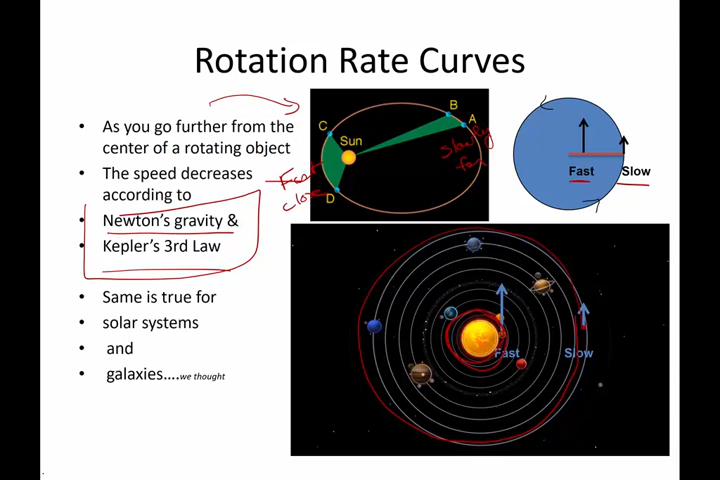 Rotation Rate Curves
• As you go further from the
center of a rotating object
• The speed decreases
according to
• Newton's gravity &
• Kepler's 3rd Law
• Same is true for
• solar systems
• and
• galaxies....we thought
B
A
C
Sun
D
Slowly
far
Fast
close
Fast
Slow
Fast
Slow